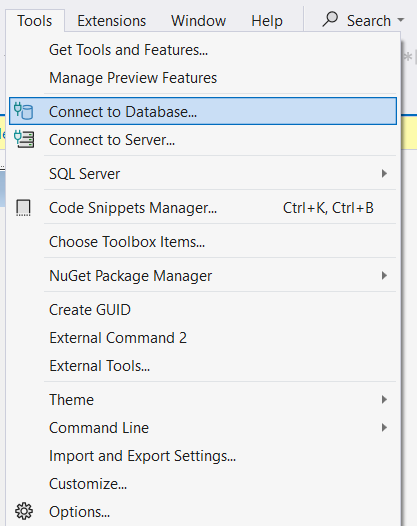 Tools Extensions Window Help Search
Get Tools and Features...
Manage Preview Features
Connect to Database...
Connect to Server...
SQL Server
Code Snippets Manager... Ctrl+K, Ctrl+B
Choose Toolbox Items...
NuGet Package Manager
Create GUID
External Command 2
External Tools...
Theme
Command Line
Import and Export Settings...
Customize...
Options...